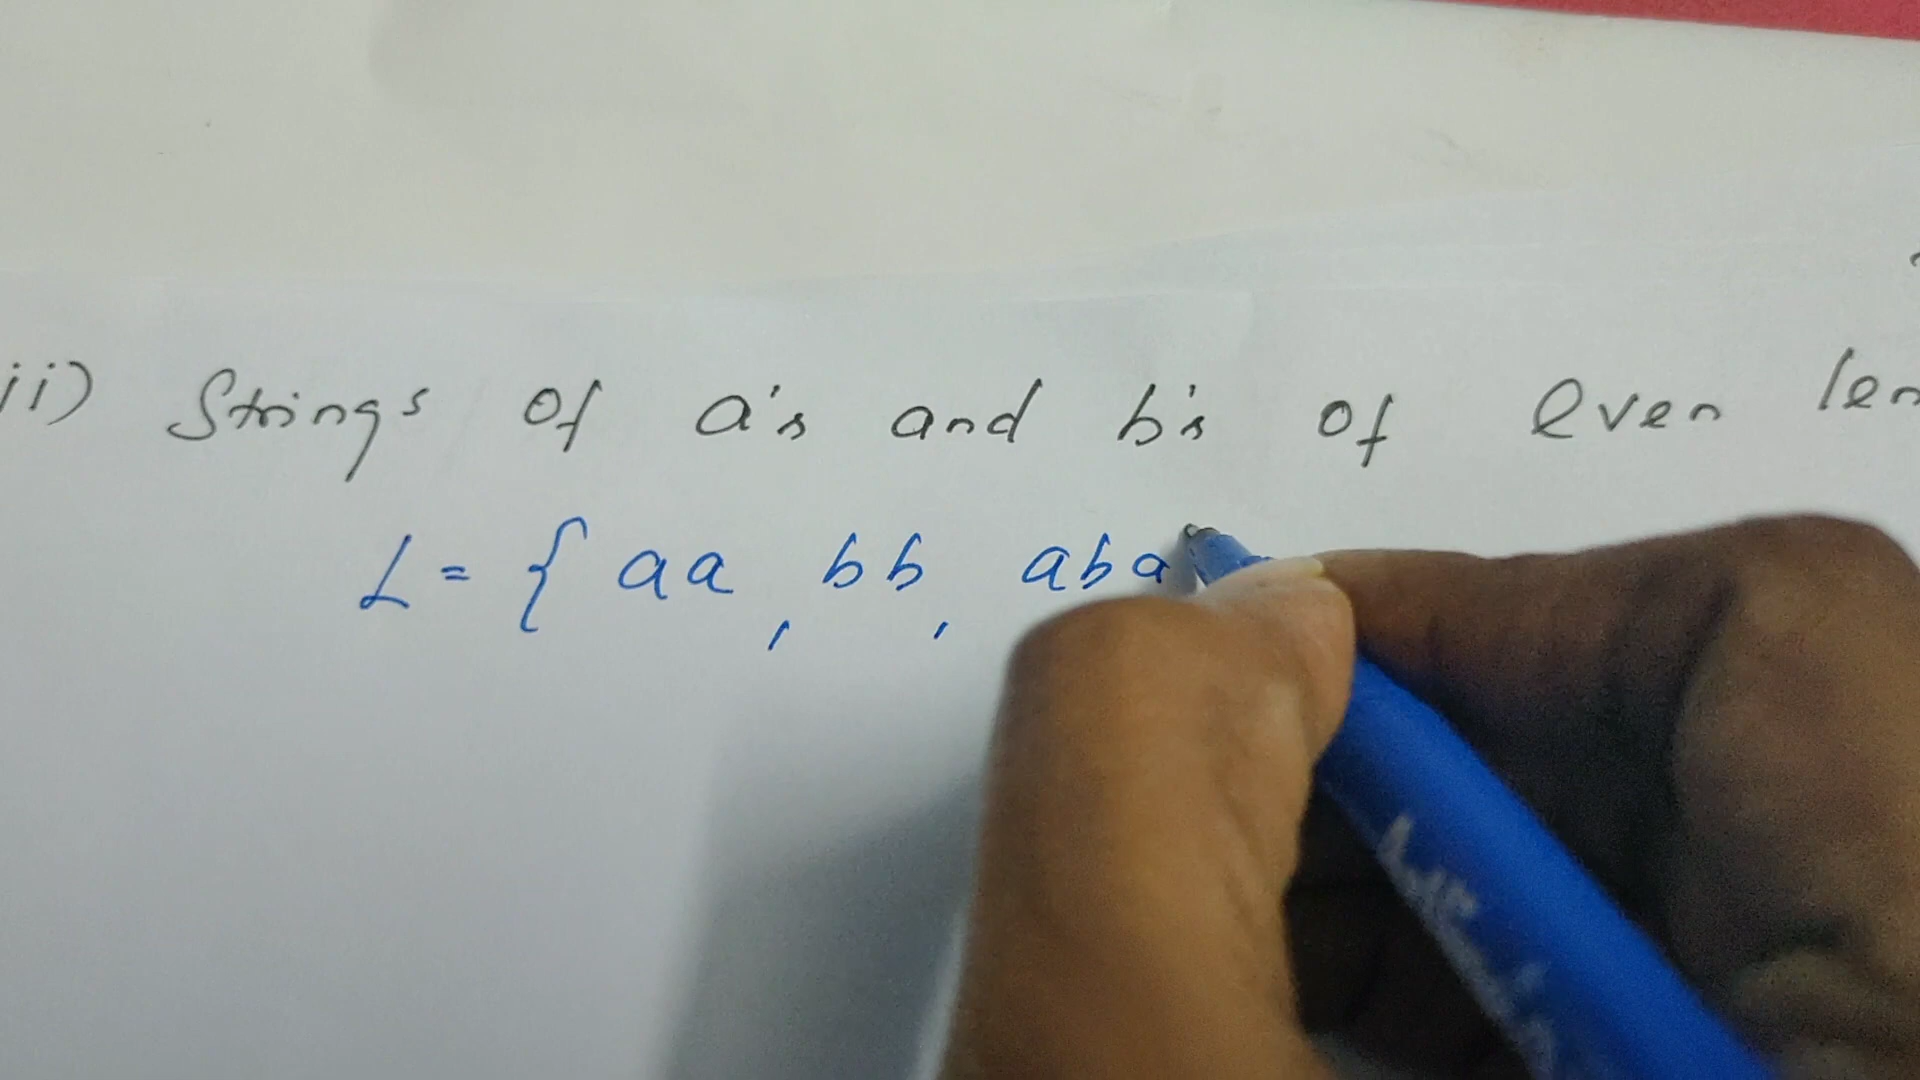 ii) Strings of a's and b's of even len
L = { aa , bb , aba